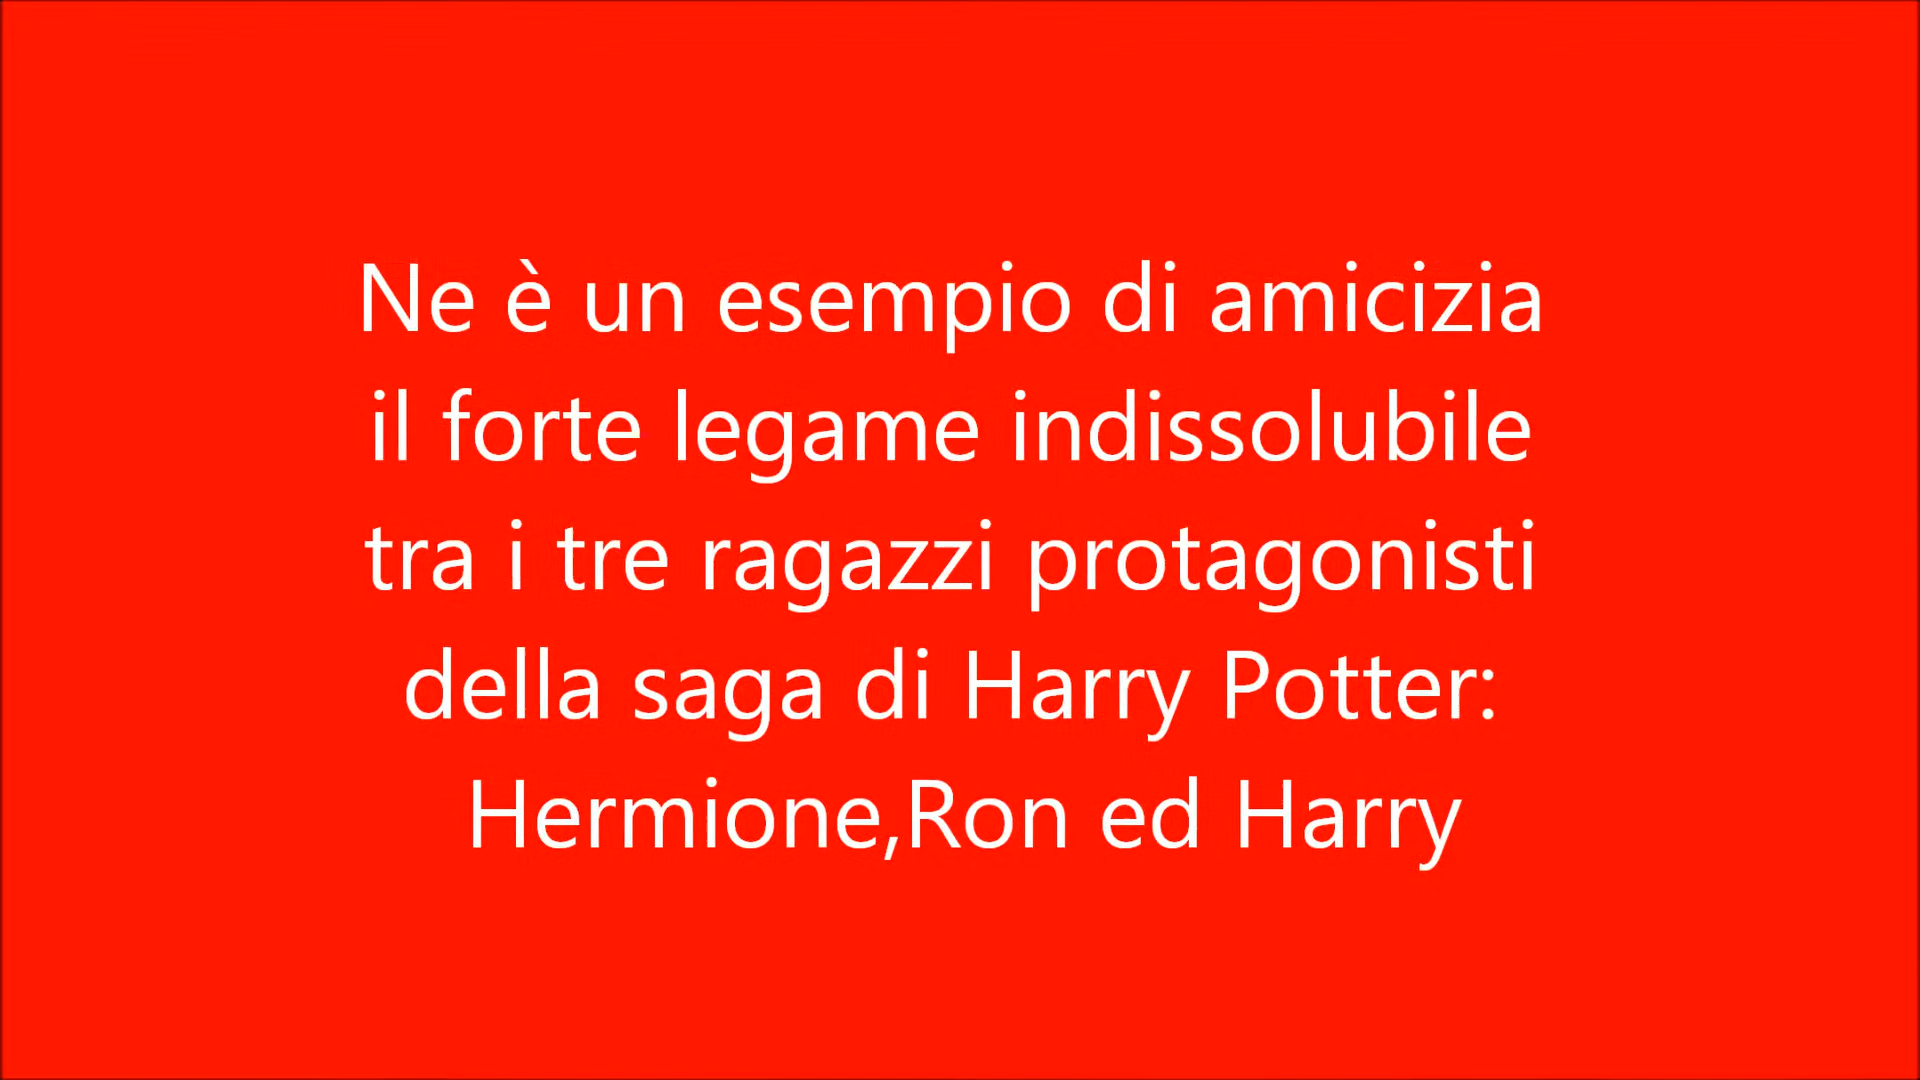 Ne è un esempio di amicizia
il forte legame indissolubile
tra i tre ragazzi protagonisti
della saga di Harry Potter:
Hermione,Ron ed Harry